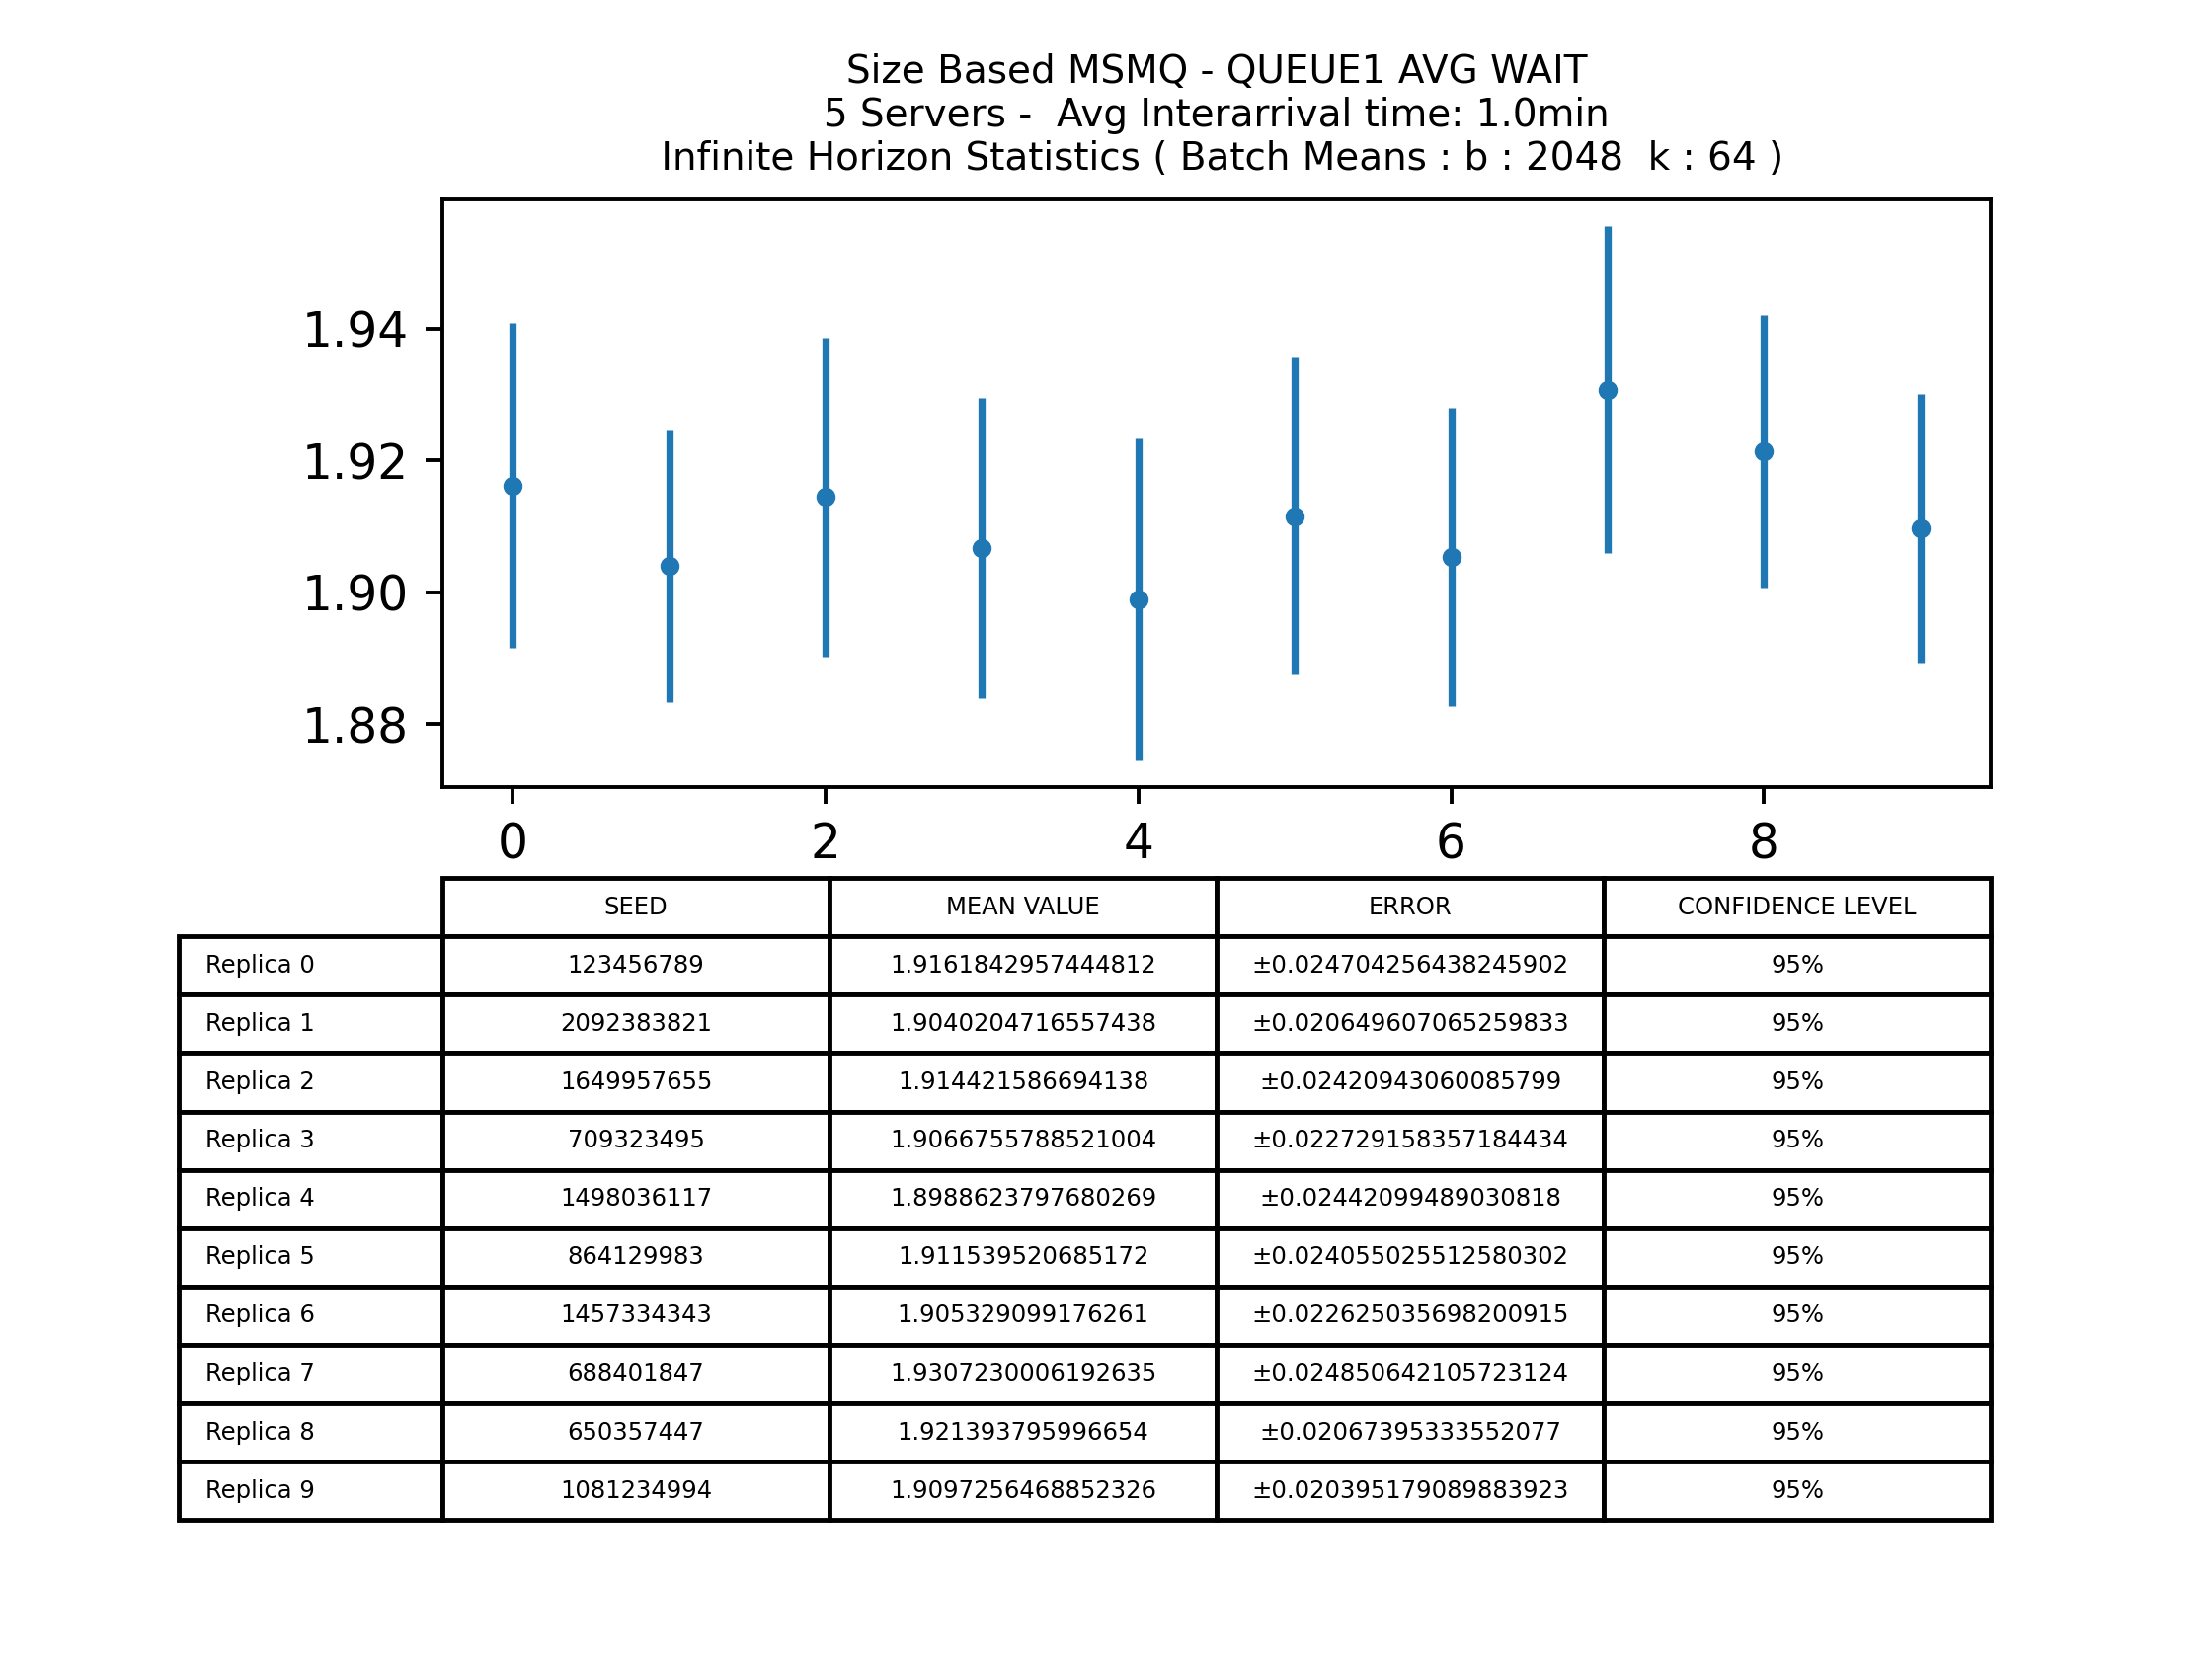 Size Based MSMQ - QUEUE1 AVG WAIT
5 Servers -  Avg Interarrival time: 1.0min
Infinite Horizon Statistics ( Batch Means : b : 2048  k : 64 )
1.94
1.92
1.90
1.88
0 2 4 6 8
SEED MEAN VALUE ERROR CONFIDENCE LEVEL
Replica 0 123456789 1.9161842957444812 ±0.024704256438245902 95%
Replica 1 2092383821 1.9040204716557438 ±0.020649607065259833 95%
Replica 2 1649957655 1.914421586694138 ±0.02420943060085799 95%
Replica 3 709323495 1.9066755788521004 ±0.022729158357184434 95%
Replica 4 1498036117 1.8988623797680269 ±0.02442099489030818 95%
Replica 5 864129983 1.911539520685172 ±0.024055025512580302 95%
Replica 6 1457334343 1.905329099176261 ±0.022625035698200915 95%
Replica 7 688401847 1.9307230006192635 ±0.024850642105723124 95%
Replica 8 650357447 1.921393795996654 ±0.02067395333552077 95%
Replica 9 1081234994 1.9097256468852326 ±0.020395179089883923 95%